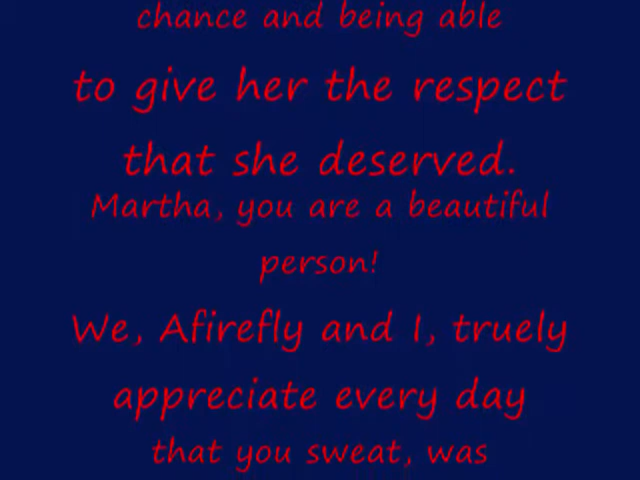 chance and being able
to give her the respect
that she deserved.
Martha, you are a beautiful
person!
We, Afirefly and I, truely
appreciate every day
that you sweat, was